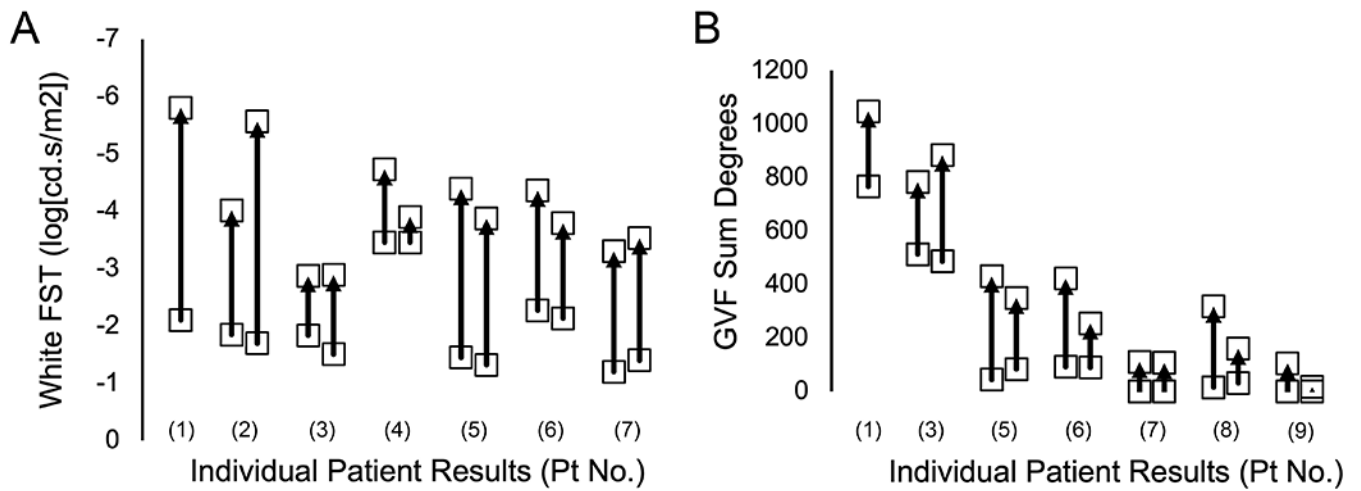 A
White FST (log[cd.s/m2])
-7
-6
-5
-4
-3
-2
-1
0
(1) (2) (3) (4) (5) (6) (7)
Individual Patient Results (Pt No.)
B
GVF Sum Degrees
1200
1000
800
600
400
200
0
(1) (3) (5) (6) (7) (8) (9)
Individual Patient Results (Pt No.)